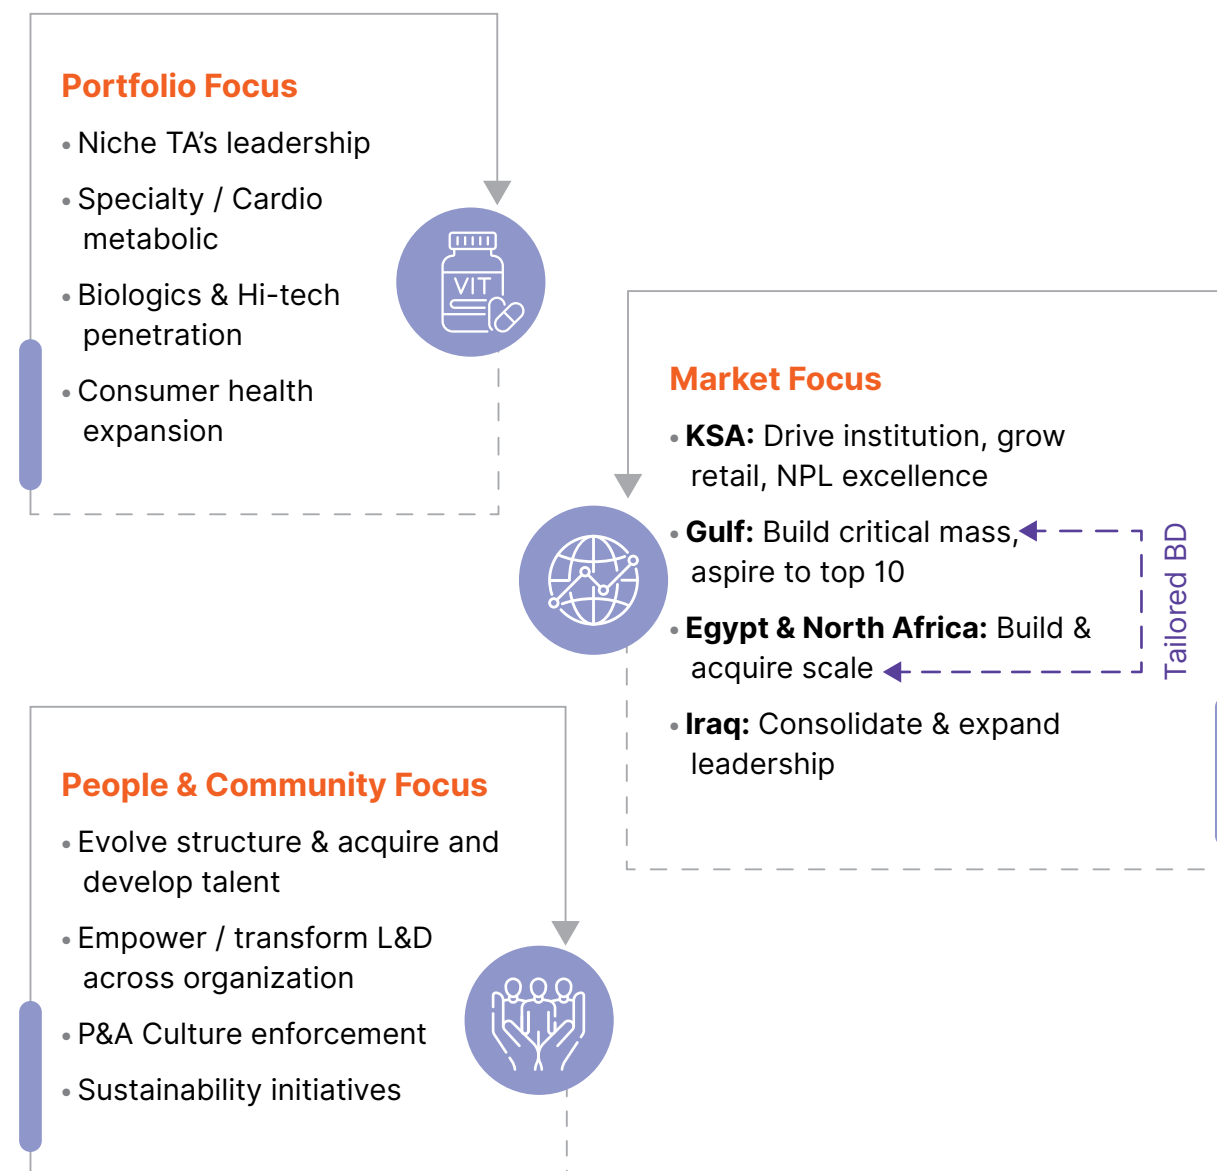 Portfolio Focus
• Niche TA’s leadership
• Specialty / Cardio
metabolic
• Biologics & Hi-tech
penetration
• Consumer health
expansion
VIT
Market Focus
• KSA: Drive institution, grow
retail, NPL excellence
• Gulf: Build critical mass,
aspire to top 10
• Egypt & North Africa: Build &
acquire scale
• Iraq: Consolidate & expand
leadership
Tailored BD
People & Community Focus
• Evolve structure & acquire and
develop talent
• Empower / transform L&D
across organization
• P&A Culture enforcement
• Sustainability initiatives